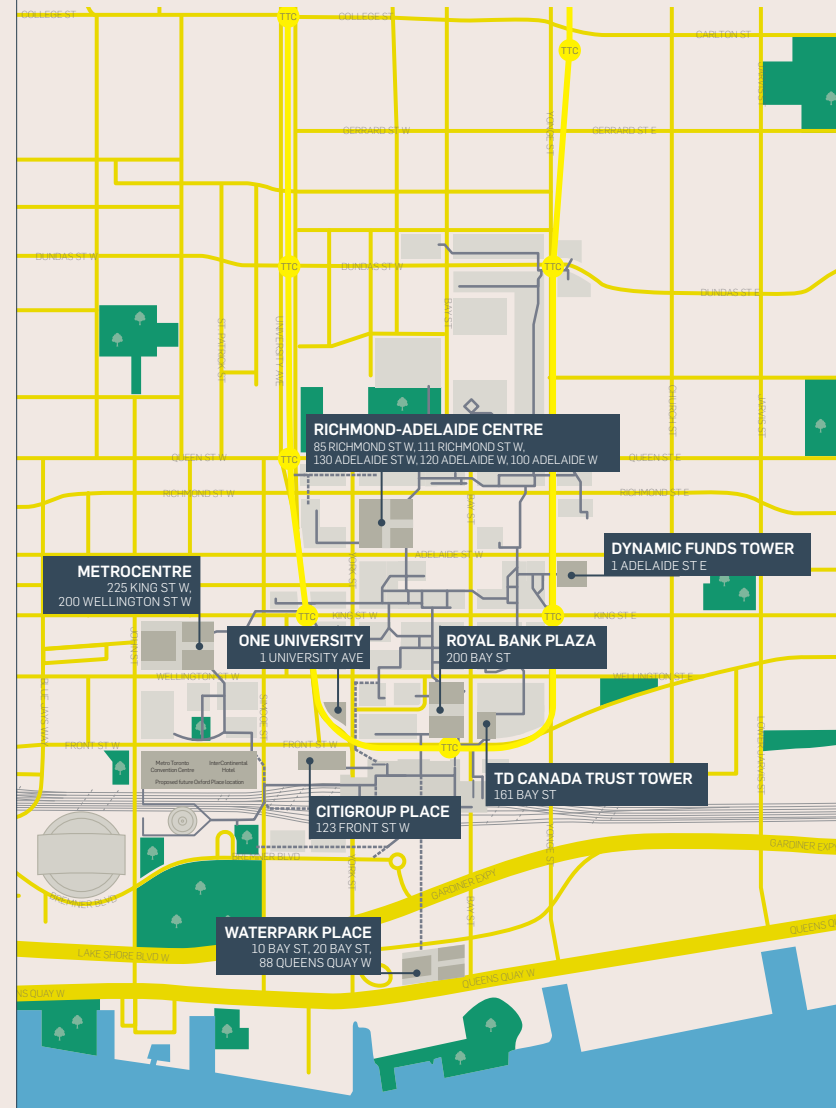 COLLEGE ST
TTC
COLLEGE ST
CARLTON ST
TTC
JARVIS ST
YONGE ST
GERRARD ST W
GERRARD ST E
DUNDAS ST W
TTC
DUNDAS ST W
TTC
DUNDAS ST E
BAY ST
ST. PATRICK ST
UNIVERSITY AVE
CHURCH ST
JARVIS ST
RICHMOND-ADELAIDE CENTRE
85 RICHMOND ST W, 111 RICHMOND ST W,
130 ADELAIDE ST W, 120 ADELAIDE W, 100 ADELAIDE W
QUEEN ST W
TTC
QUEEN ST E
RICHMOND ST W
BAY ST
RICHMOND ST E
ADELAIDE ST W
YORK ST
DYNAMIC FUNDS TOWER
1 ADELAIDE ST E
METROCENTRE
225 KING ST W,
200 WELLINGTON ST W
TTC
KING ST W
TTC
KING ST E
JOHN ST
ONE UNIVERSITY
1 UNIVERSITY AVE
ROYAL BANK PLAZA
200 BAY ST
WELLINGTON ST W
WELLINGTON ST E
BLUE JAYS WAY
SIMCOE ST
LOWER JARVIS ST
FRONT ST W
FRONT ST W
TTC
Metro Toronto
Convention Centre
InterContinental
Hotel
Proposed future Oxford Place location
TD CANADA TRUST TOWER
161 BAY ST
CITIGROUP PLACE
123 FRONT ST W
YONGE ST
GARDINER EXPY
BREMNER BLVD
YORK ST
GARDINER EXPY
BREMNER BLVD
BAY ST
WATERPARK PLACE
10 BAY ST, 20 BAY ST,
88 QUEENS QUAY W
LAKE SHORE BLVD W
QUEENS Q
QUEENS QUAY W
NS QUAY W